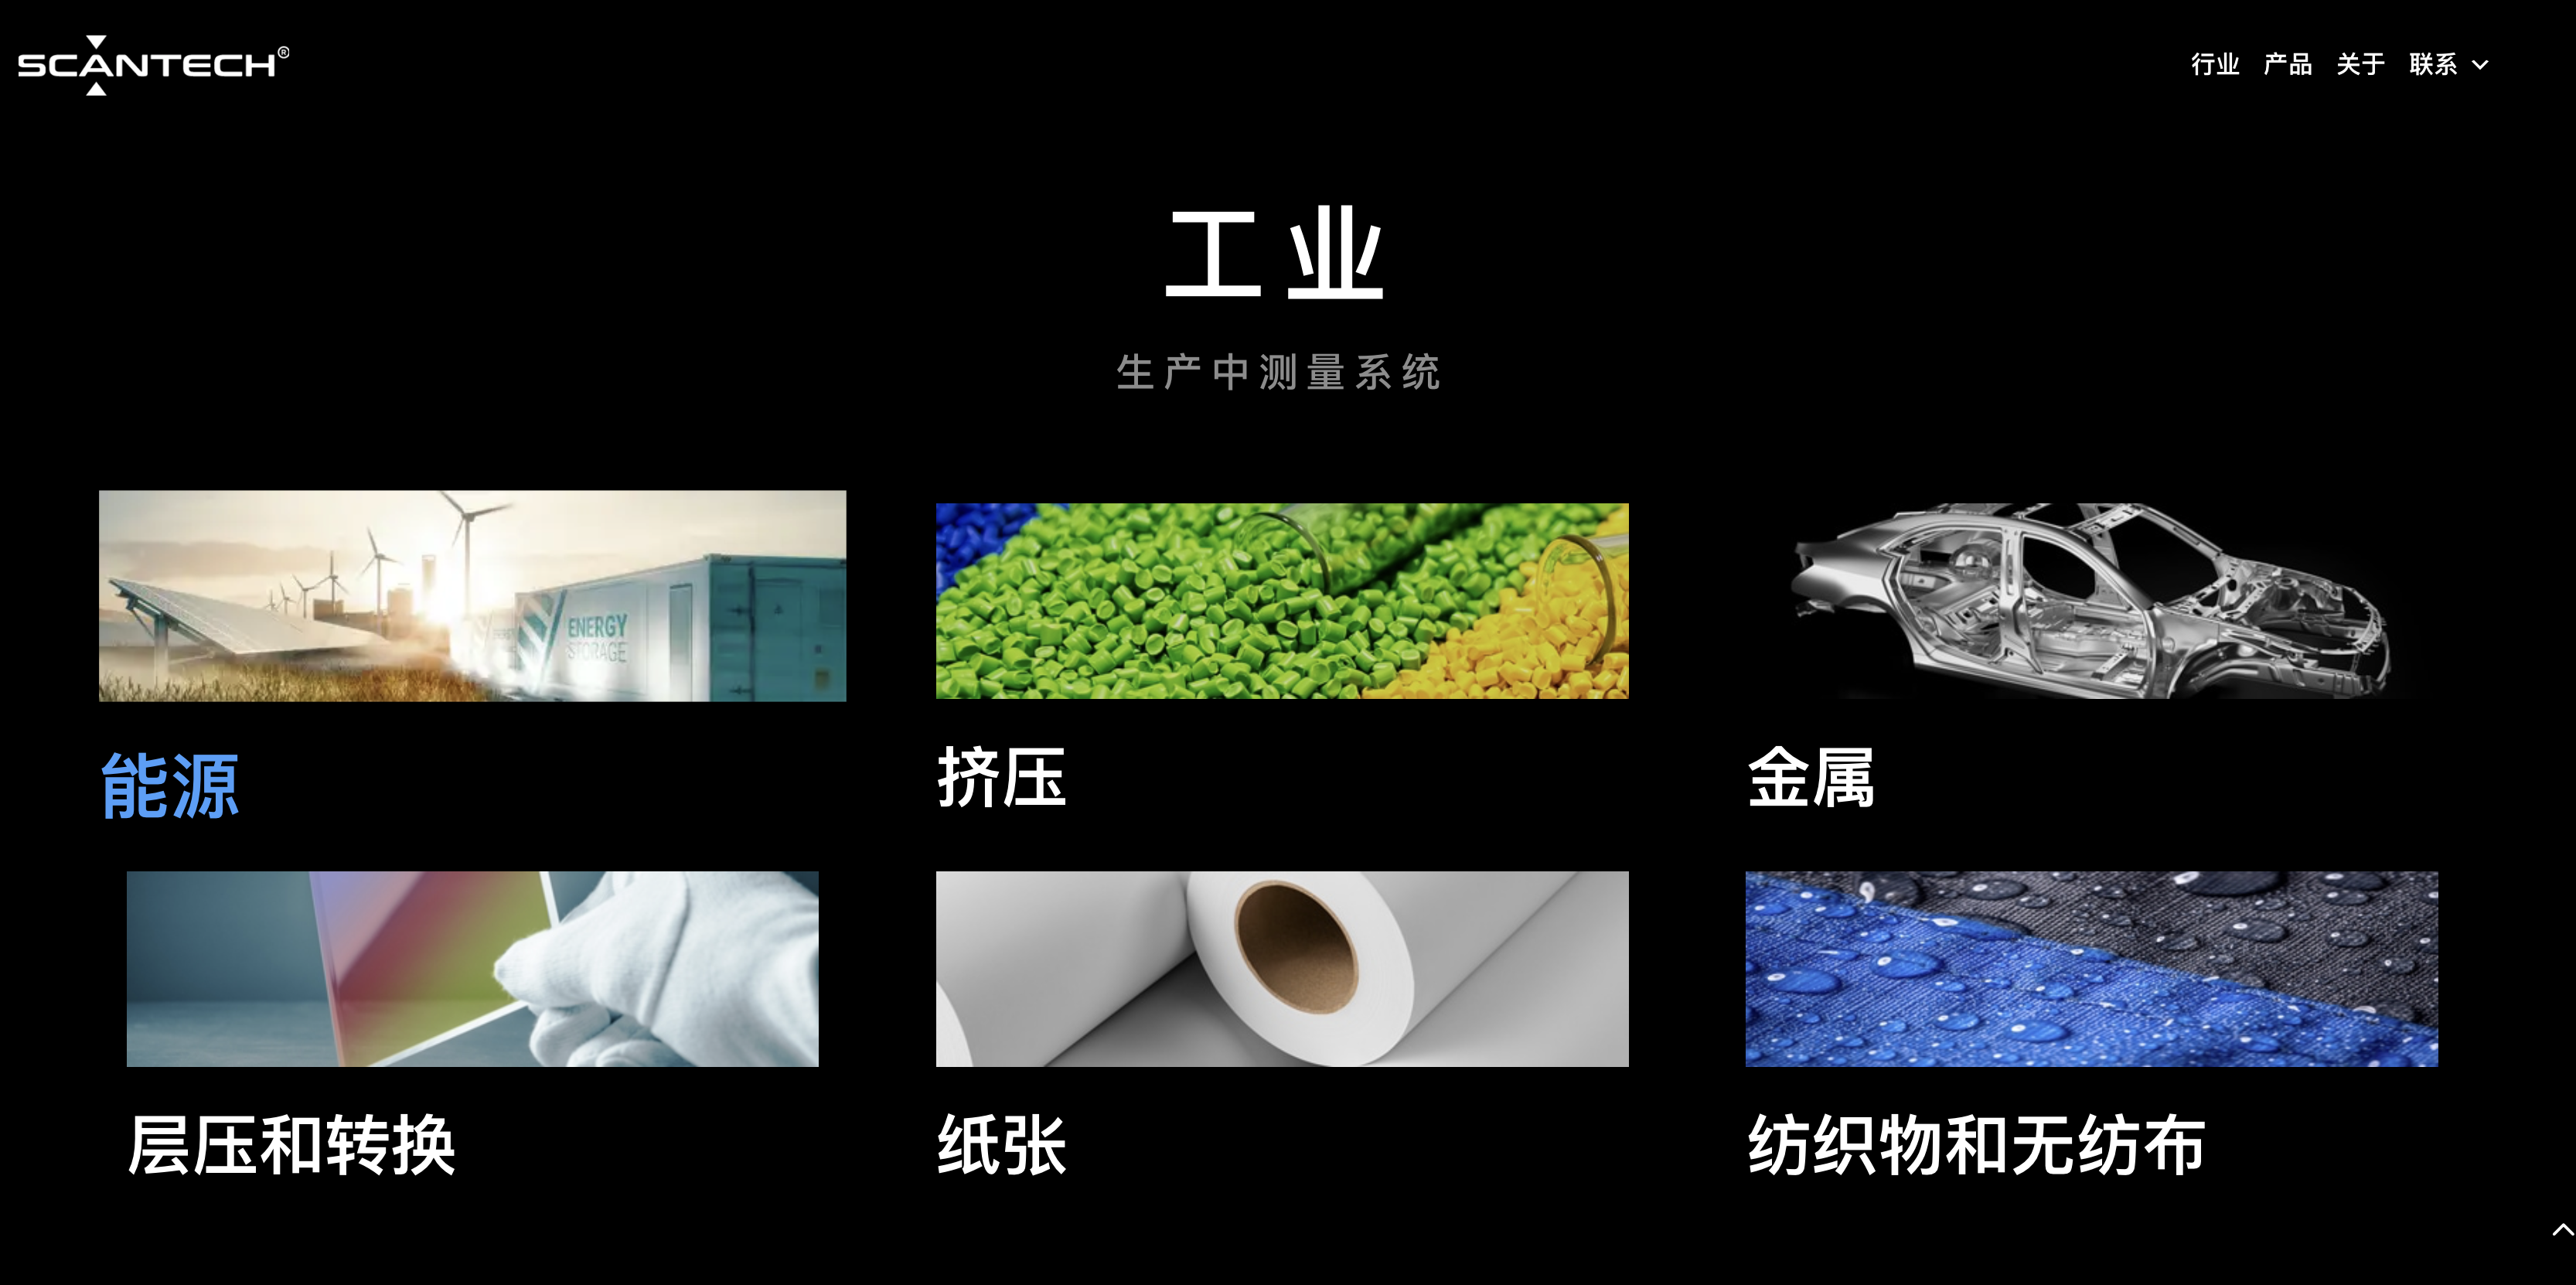 SCANTECH®
行业 产品 关于 联系
工业
生产中测量系统
ENERGY
STORAGE
能源
挤压
金属
层压和转换
纸张
纺织物和无纺布